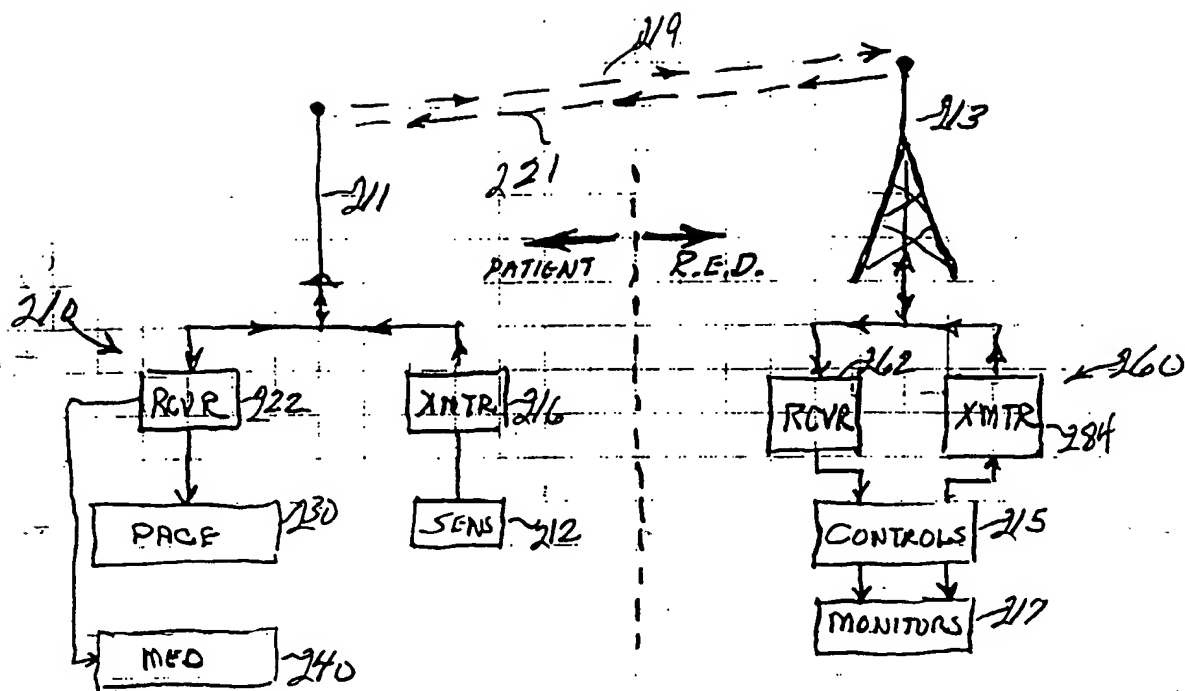 219
213
221
211
PATIENT R.E.D.
210
262
260
RCVR 222 XMTR 216 RCVR XMTR
284
PACE 230 SENS 212 CONTROLS 215
MONITORS 217
MED 240